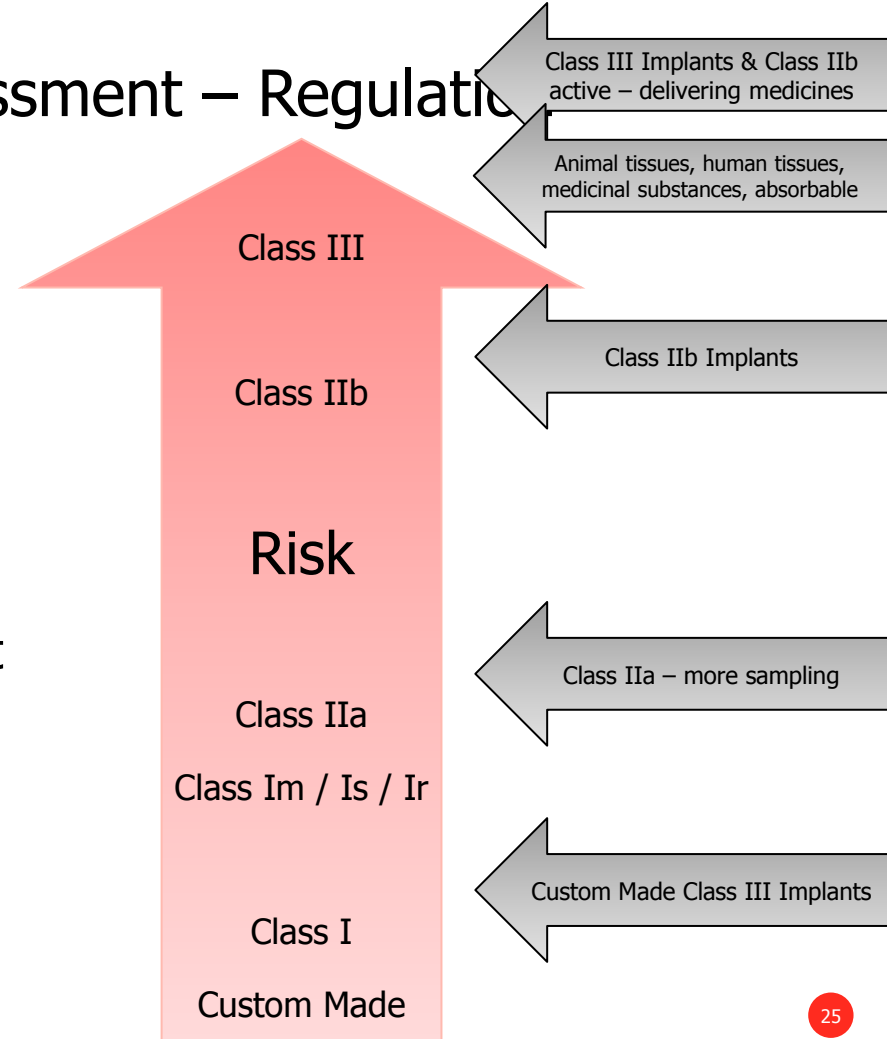 Class III Implants & Class IIb
active – delivering medicines
ssment – Regulatio
Animal tissues, human tissues,
medicinal substances, absorbable
Class III
Class IIb Implants
Class IIb
Risk
t
Class IIa – more sampling
Class IIa
Class Im / Is / Ir
Custom Made Class III Implants
Class I
Custom Made
25